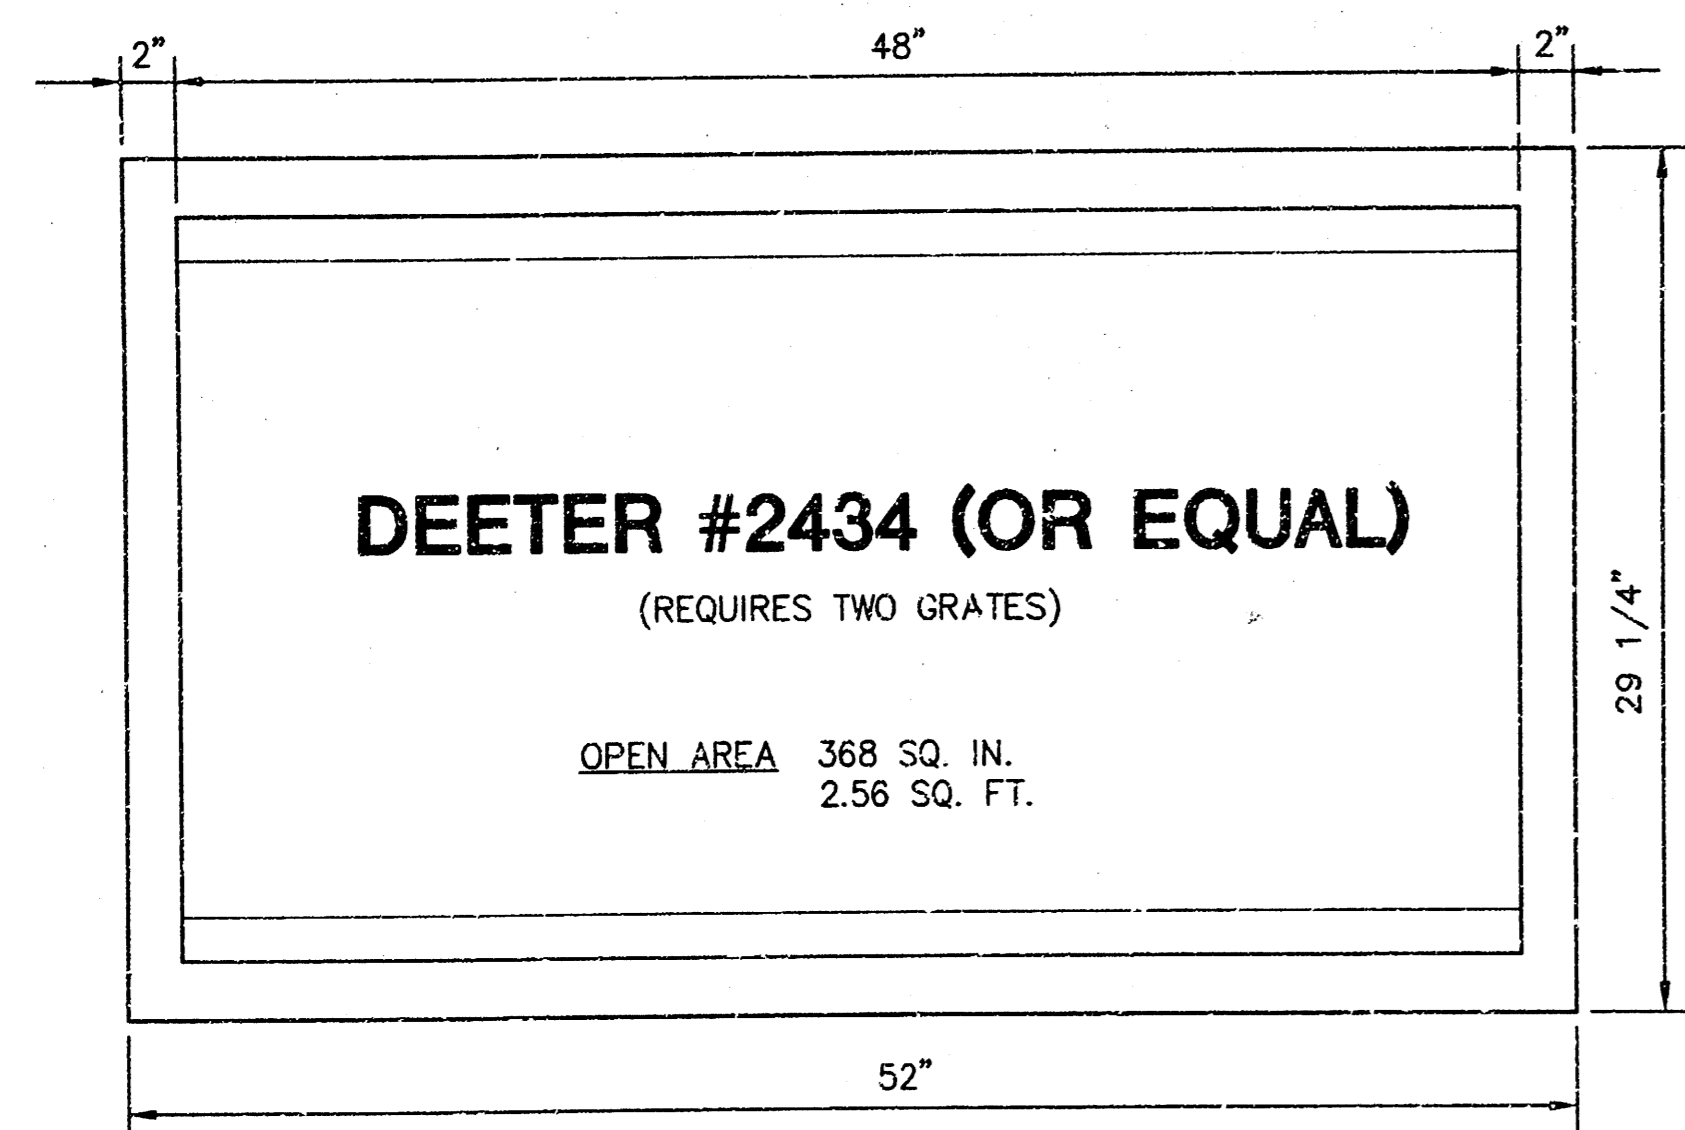 2" 48" 2"
DEETER #2434 (OR EQUAL)
(REQUIRES TWO GRATES)
29 1/4"
OPEN AREA 368 SQ. IN.
2.56 SQ. FT.
52"